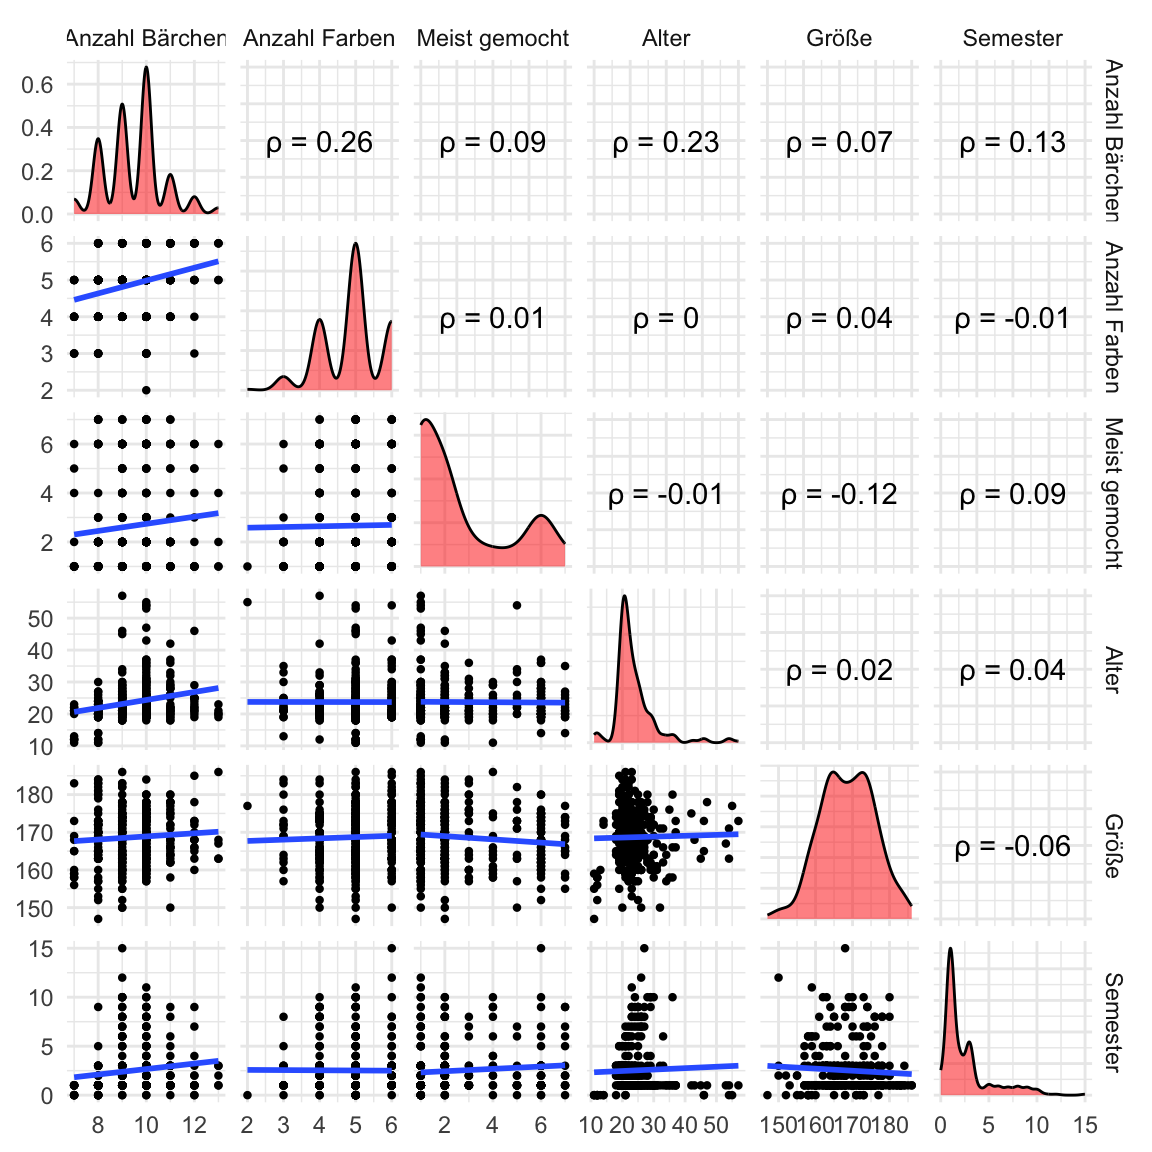 Anzahl Bärchen Anzahl Farben Meist gemocht Alter Größe Semester
0.6
0.4
0.2
0.0
ρ = 0.26 ρ = 0.09 ρ = 0.23 ρ = 0.07 ρ = 0.13
Anzahl Bärchen
6
5
4
3
2
ρ = 0.01 ρ = 0 ρ = 0.04 ρ = -0.01
Anzahl Farben
6
4
2
ρ = -0.01 ρ = -0.12 ρ = 0.09
Meist gemocht
50
40
30
20
10
ρ = 0.02 ρ = 0.04
Alter
180
170
160
150
ρ = -0.06
Größe
15
10
5
0
Semester
8 10 12 2 3 4 5 6 2 4 6 10 20 30 40 50 150 160 170 180 0 5 10 15